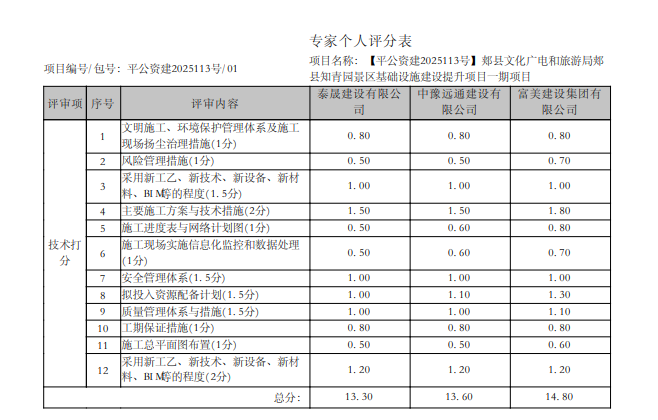 专家个人评分表
项目编号/包号：平公资建2025113号/01
项目名称：【平公资建2025113号】郏县文化广电和旅游局郏
县知青园景区基础设施建设提升项目一期项目
评审项 序号 评审内容 泰晟建设有限公司 中豫远通建设有限公司 富美建设集团有限公司
技术打分
1 文明施工、环境保护管理体系及施工现场扬尘治理措施(1分) 0.80 0.80 0.80
2 风险管理措施(1分) 0.50 0.50 0.70
3 采用新工乙、新技术、新设备、新材料、BIM等的程度(1.5分) 1.00 1.00 1.00
4 主要施工方案与技术措施(2分) 1.50 1.50 1.80
5 施工进度表与网络计划图(1分) 0.50 0.60 0.80
6 施工现场实施信息化监控和数据处理(1分) 0.50 0.60 0.70
7 安全管理体系(1.5分) 1.00 1.00 1.00
8 拟投入资源配备计划(1.5分) 1.00 1.10 1.30
9 质量管理体系与措施(1.5分) 1.00 1.00 1.10
10 工期保证措施(1分) 0.80 0.80 0.80
11 施工总平面图布置(1分) 0.50 0.50 0.60
12 采用新工乙、新技术、新设备、新材料、BIM等的程度(2分) 1.20 1.20 1.20
总分： 13.30 13.60 14.80